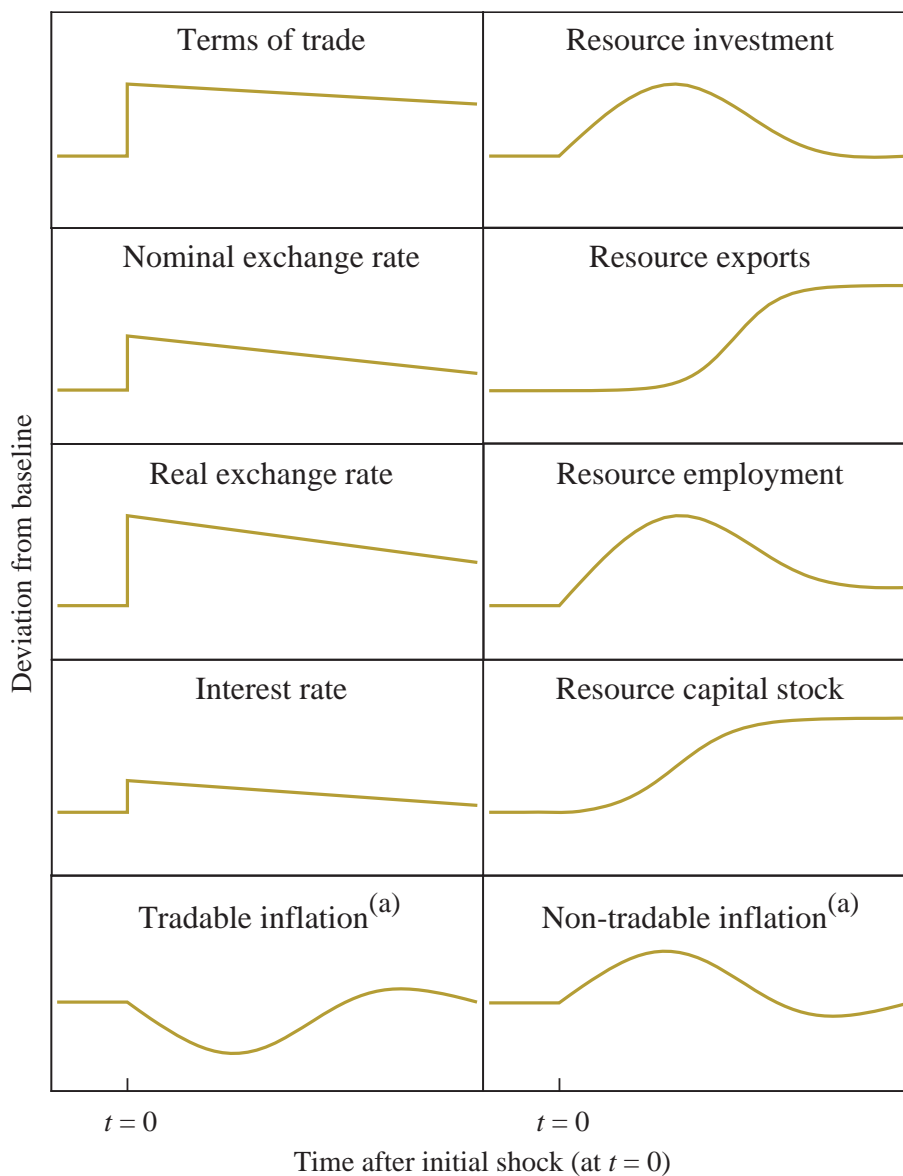 Terms of trade
Resource investment
Nominal exchange rate
Resource exports
Real exchange rate
Resource employment
Interest rate
Resource capital stock
Tradable inflation(a)
Non-tradable inflation(a)
Deviation from baseline
t = 0
t = 0
Time after initial shock (at t = 0)